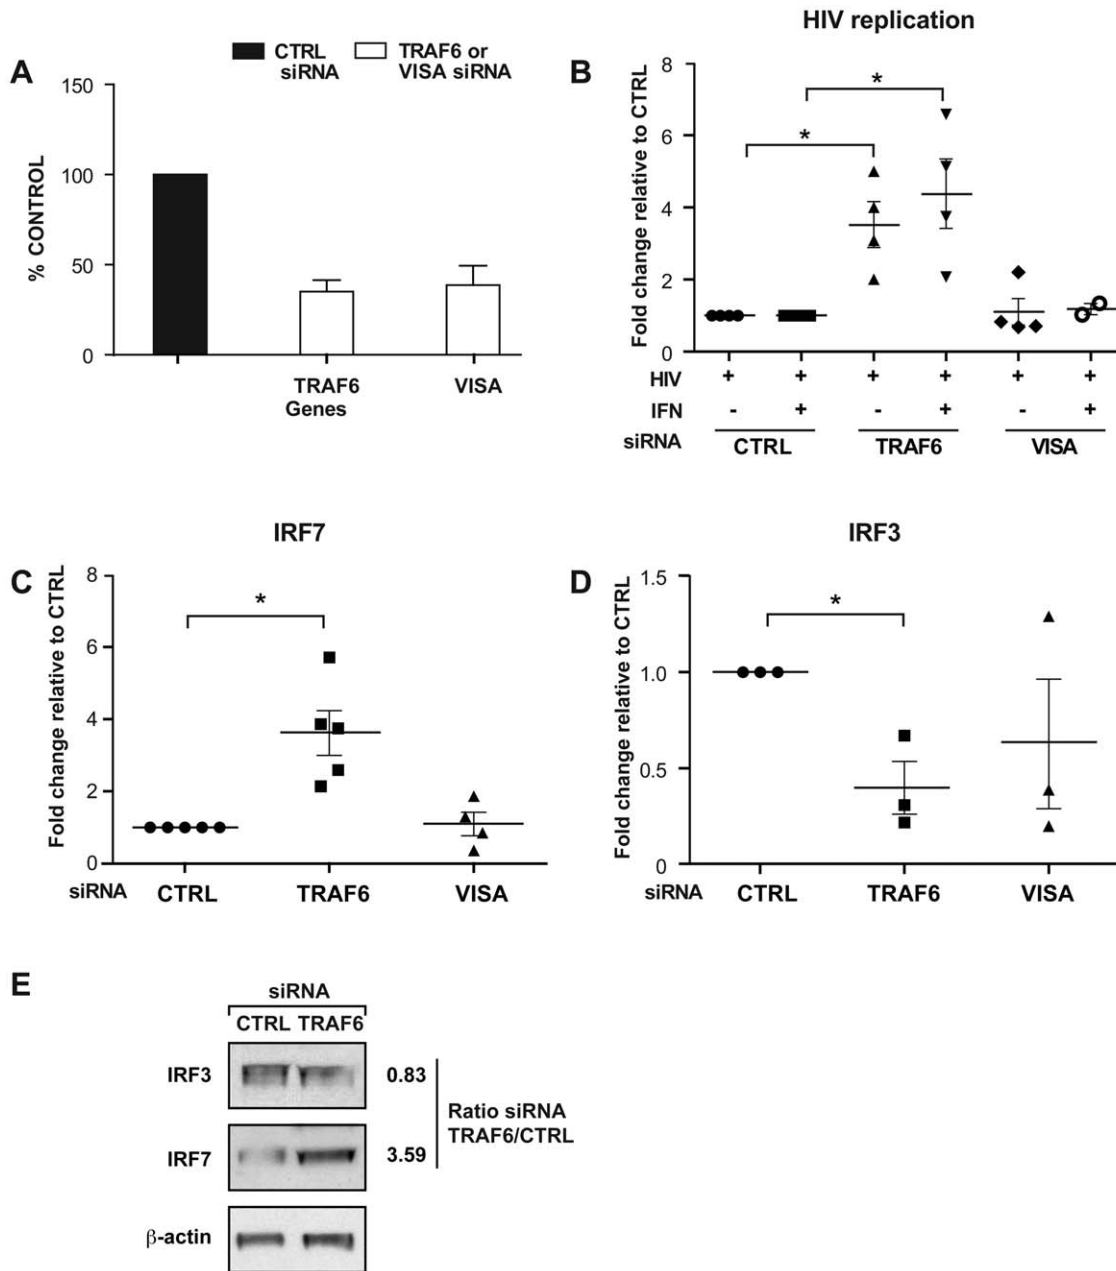 A
CTRL siRNA
TRAF6 or VISA siRNA
% CONTROL
150
100
50
0
TRAF6
VISA
Genes
B
HIV replication
Fold change relative to CTRL
8
6
4
2
0
*
*
HIV + + + + + +
IFN - + - + - +
siRNA CTRL TRAF6 VISA
C
IRF7
Fold change relative to CTRL
8
6
4
2
0
*
siRNA CTRL TRAF6 VISA
D
IRF3
Fold change relative to CTRL
1.5
1.0
0.5
0
*
siRNA CTRL TRAF6 VISA
E
siRNA
CTRL TRAF6
IRF3 0.83
IRF7 3.59
β-actin
Ratio siRNA
TRAF6/CTRL